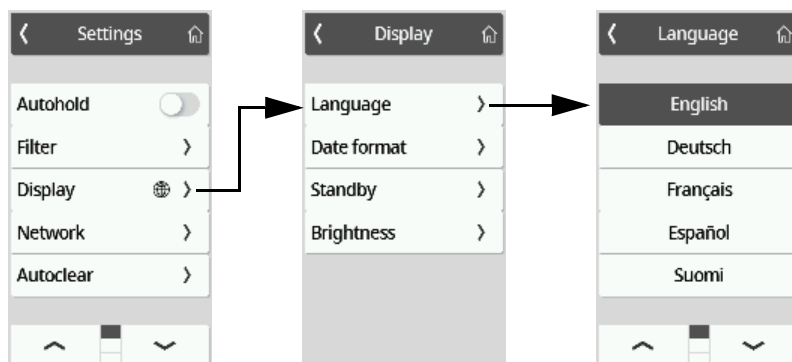 Settings
Autohold
Filter
Display
Network
Autoclear
Display
Language
Date format
Standby
Brightness
Language
English
Deutsch
Français
Español
Suomi